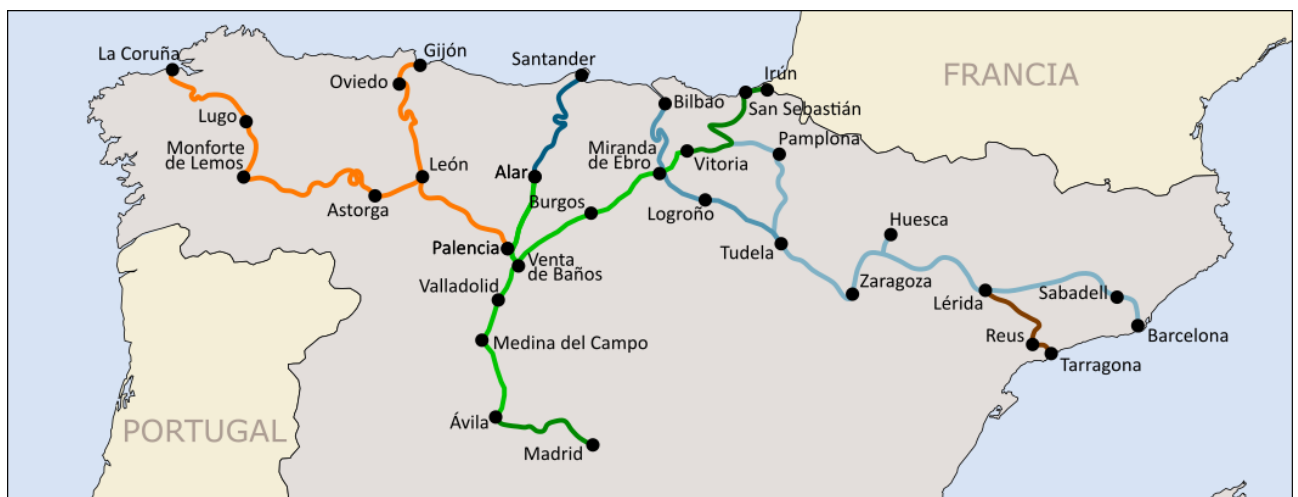 La Coruña
Gijón
Santander
Irún
FRANCIA
Oviedo
Bilbao
San Sebastián
Lugo
Pamplona
Monforte
de Lemos
León
Alar
Miranda
de Ebro
Vitoria
Astorga
Burgos
Logroño
Huesca
Palencia
Venta
de Baños
Tudela
Valladolid
Zaragoza
Lérida
Sabadell
Medina del Campo
Reus
Barcelona
Tarragona
PORTUGAL
Ávila
Madrid